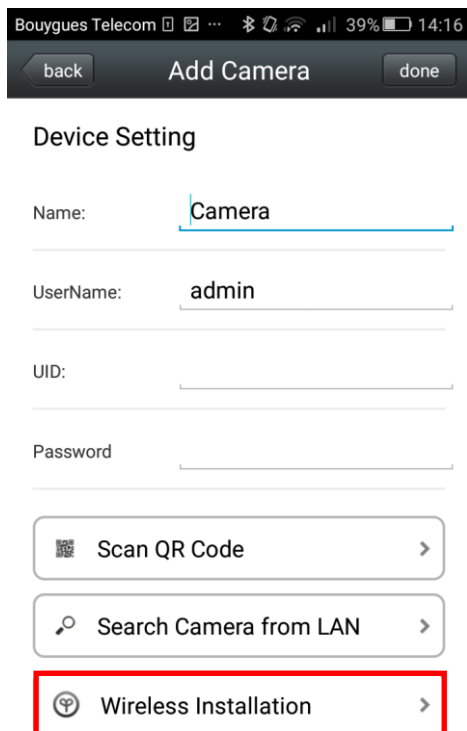 Bouygues Telecom ... 39% 14:16
back Add Camera done
Device Setting
Name: Camera
UserName: admin
UID:
Password
Scan QR Code >
Search Camera from LAN >
Wireless Installation >